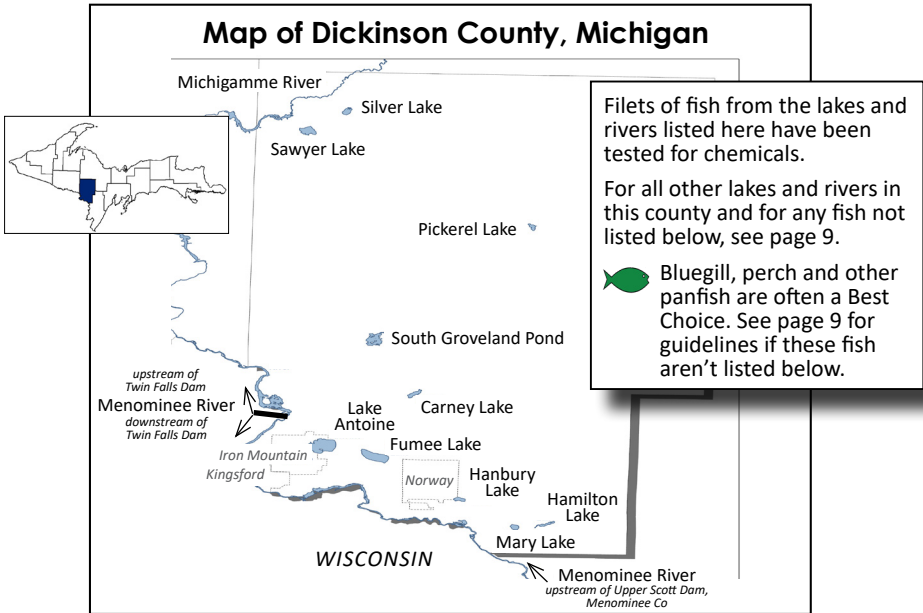 Map of Dickinson County, Michigan
Michigamme River
Silver Lake
Sawyer Lake
Filets of fish from the lakes and
rivers listed here have been
tested for chemicals.
For all other lakes and rivers in
this county and for any fish not
listed below, see page 9.
Bluegill, perch and other
panfish are often a Best
Choice. See page 9 for
guidelines if these fish
aren't listed below.
Pickerel Lake
South Groveland Pond
upstream of
Twin Falls Dam
Menominee River
downstream of
Twin Falls Dam
Carney Lake
Lake
Antoine
Fumee Lake
Iron Mountain
Kingsford
Norway
Hanbury
Lake
Hamilton
Lake
Mary Lake
WISCONSIN
Menominee River
upstream of Upper Scott Dam,
Menominee Co